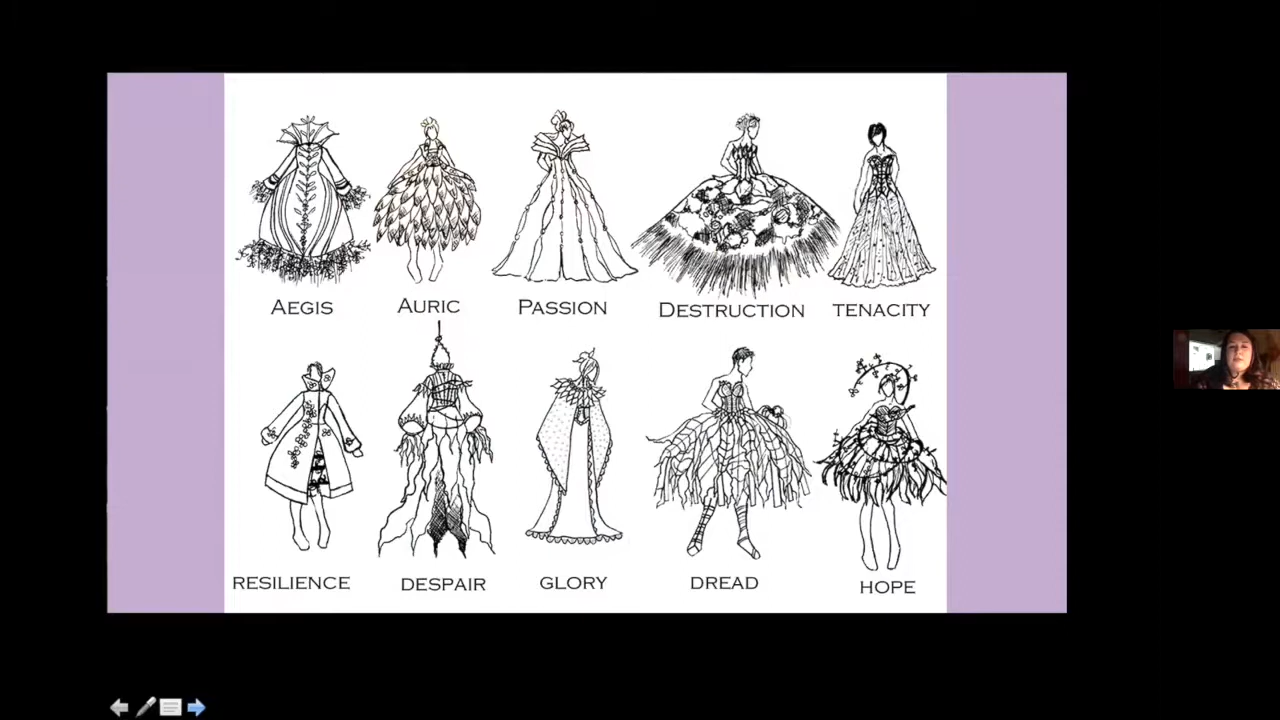 AEGIS
AURIC
PASSION
DESTRUCTION
TENACITY
RESILIENCE
DESPAIR
GLORY
DREAD
HOPE